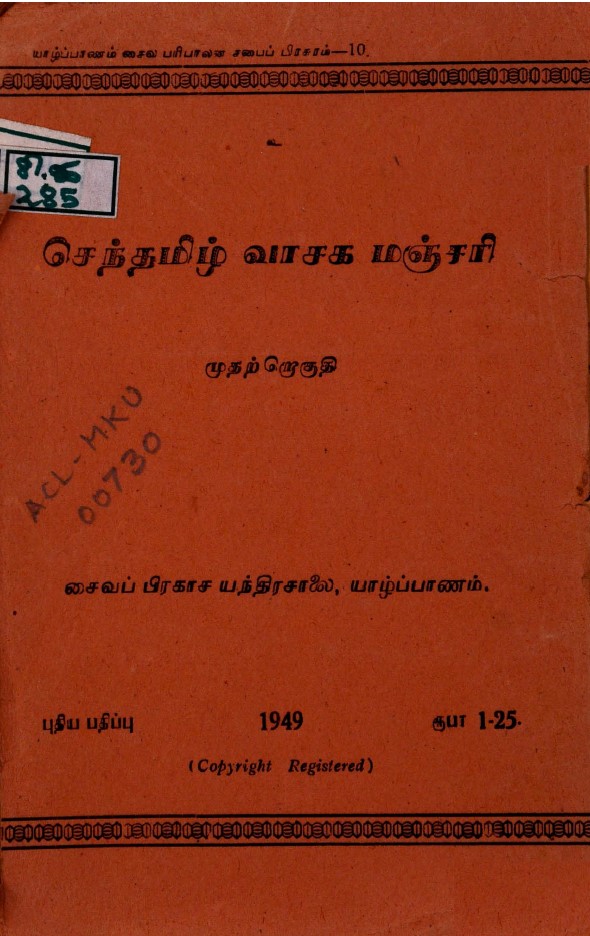 யாழ்ப்பாணம் சைவ பரிபாலன சபைப் பிரசுரம்—10.
உ
285
செந்தமிழ் வாசக மஞ்சரி
முதற்றொகுதி
ACL-MKU
00730
சைவப் பிரகாச யந்திரசாலை, யாழ்ப்பாணம்.
புதிய பதிப்பு 1949 ரூபா 1-25.
(Copyright Registered)